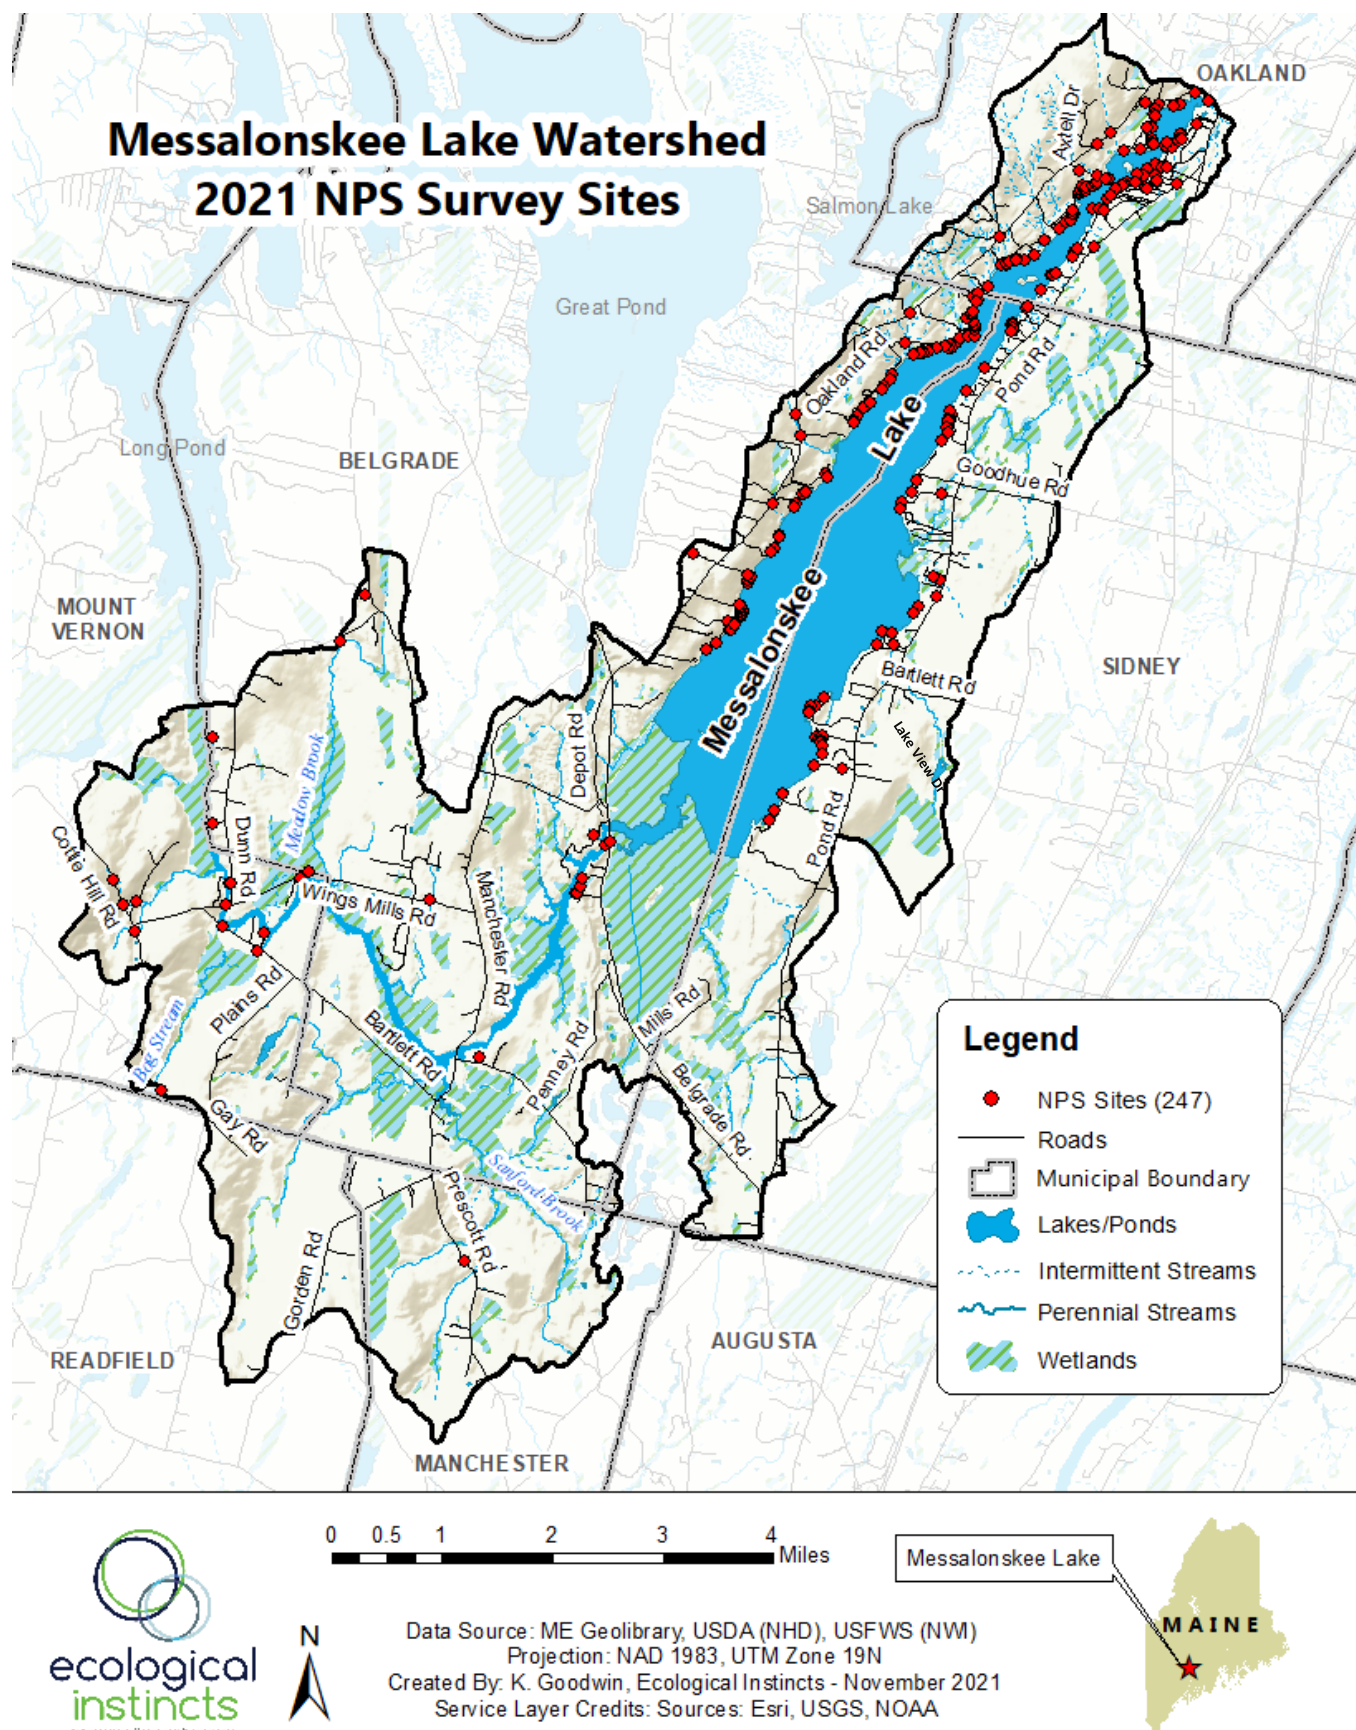 Messalonskee Lake Watershed
2021 NPS Survey Sites
OAKLAND
Axtell Dr
Salmon Lake
Great Pond
Oakland Rd
Pond Rd
Long Pond
BELGRADE
Lake
Goodhue Rd
MOUNT
VERNON
Messalonskee
SIDNEY
Bartlett Rd
Lake View Dr
Depot Rd
Meadow Brook
Pond Rd
Dunn Rd
Cottle Hill Rd
Wings Mills Rd
Manchester Rd
Plains Rd
Bog Stream
Bartlett Rd
Mills Rd
Penney Rd
Belgrade Rd
Gay Rd
Sanford Brook
Prescott Rd
Gorden Rd
READFIELD
AUGUSTA
MANCHESTER
Legend
NPS Sites (247)
Roads
Municipal Boundary
Lakes/Ponds
Intermittent Streams
Perennial Streams
Wetlands
0 0.5 1 2 3 4
Miles
Messalonskee Lake
MAINE
N
ecological
instincts
Data Source: ME Geolibrary, USDA (NHD), USFWS (NWI)
Projection: NAD 1983, UTM Zone 19N
Created By: K. Goodwin, Ecological Instincts - November 2021
Service Layer Credits: Sources: Esri, USGS, NOAA